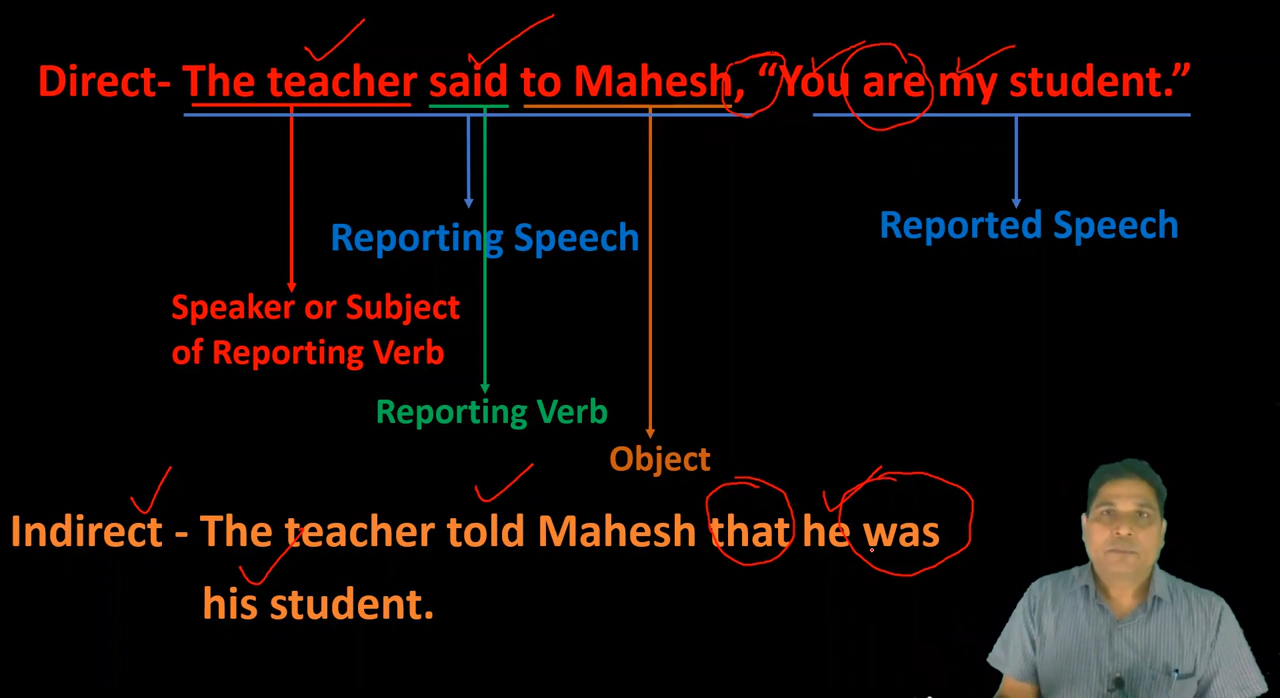 Direct- The teacher said to Mahesh, “You are my student.”
Reporting Speech
Reported Speech
Speaker or Subject
of Reporting Verb
Reporting Verb
Object
Indirect - The teacher told Mahesh that he was
his student.